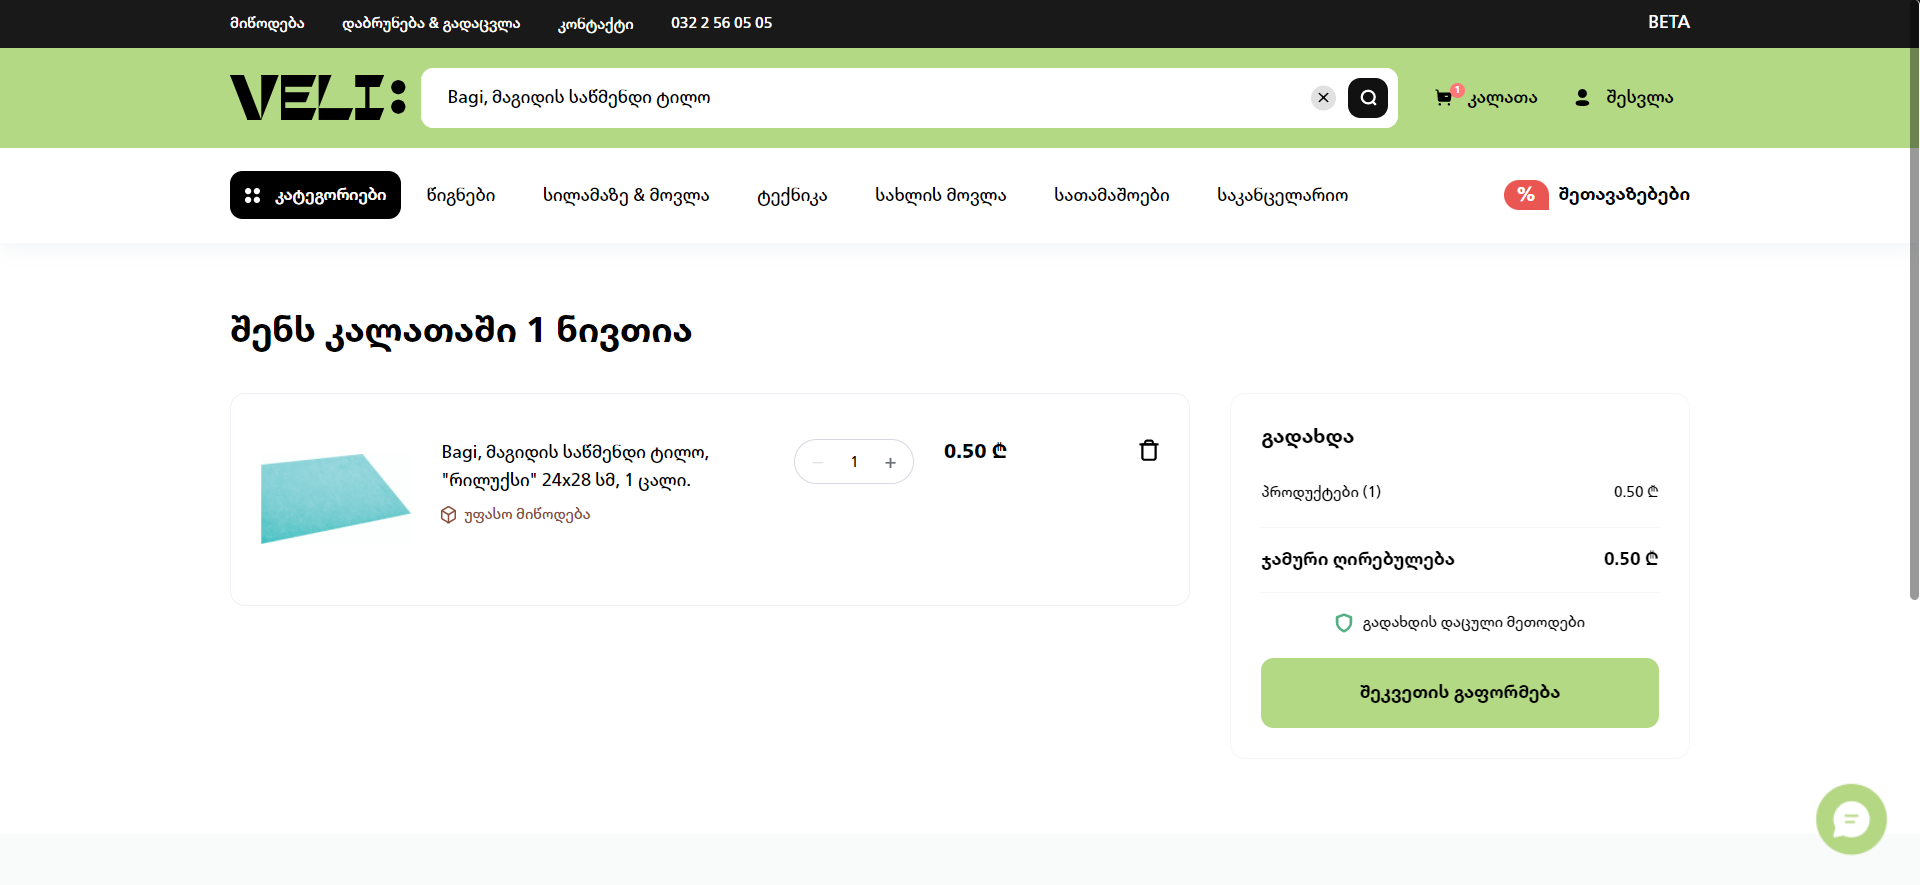 მიწოდება დაბრუნება & გადაცვლა კონტაქტი 032 2 56 05 05 BETA
VELI: Bagi, მაგიდის საწმენდი ტილო 1 კალათა შესვლა
კატეგორიები წიგნები სილამაზე & მოვლა ტექნიკა სახლის მოვლა სათამაშოები საკანცელარიო % შეთავაზებები
შენს კალათაში 1 ნივთია
Bagi, მაგიდის საწმენდი ტილო,
"რილუქსი" 24x28 სმ, 1 ცალი.
უფასო მიწოდება
− 1 +
0.50 ₾
გადახდა
პროდუქტები (1) 0.50 ₾
ჯამური ღირებულება 0.50 ₾
გადახდის დაცული მეთოდები
შეკვეთის გაფორმება